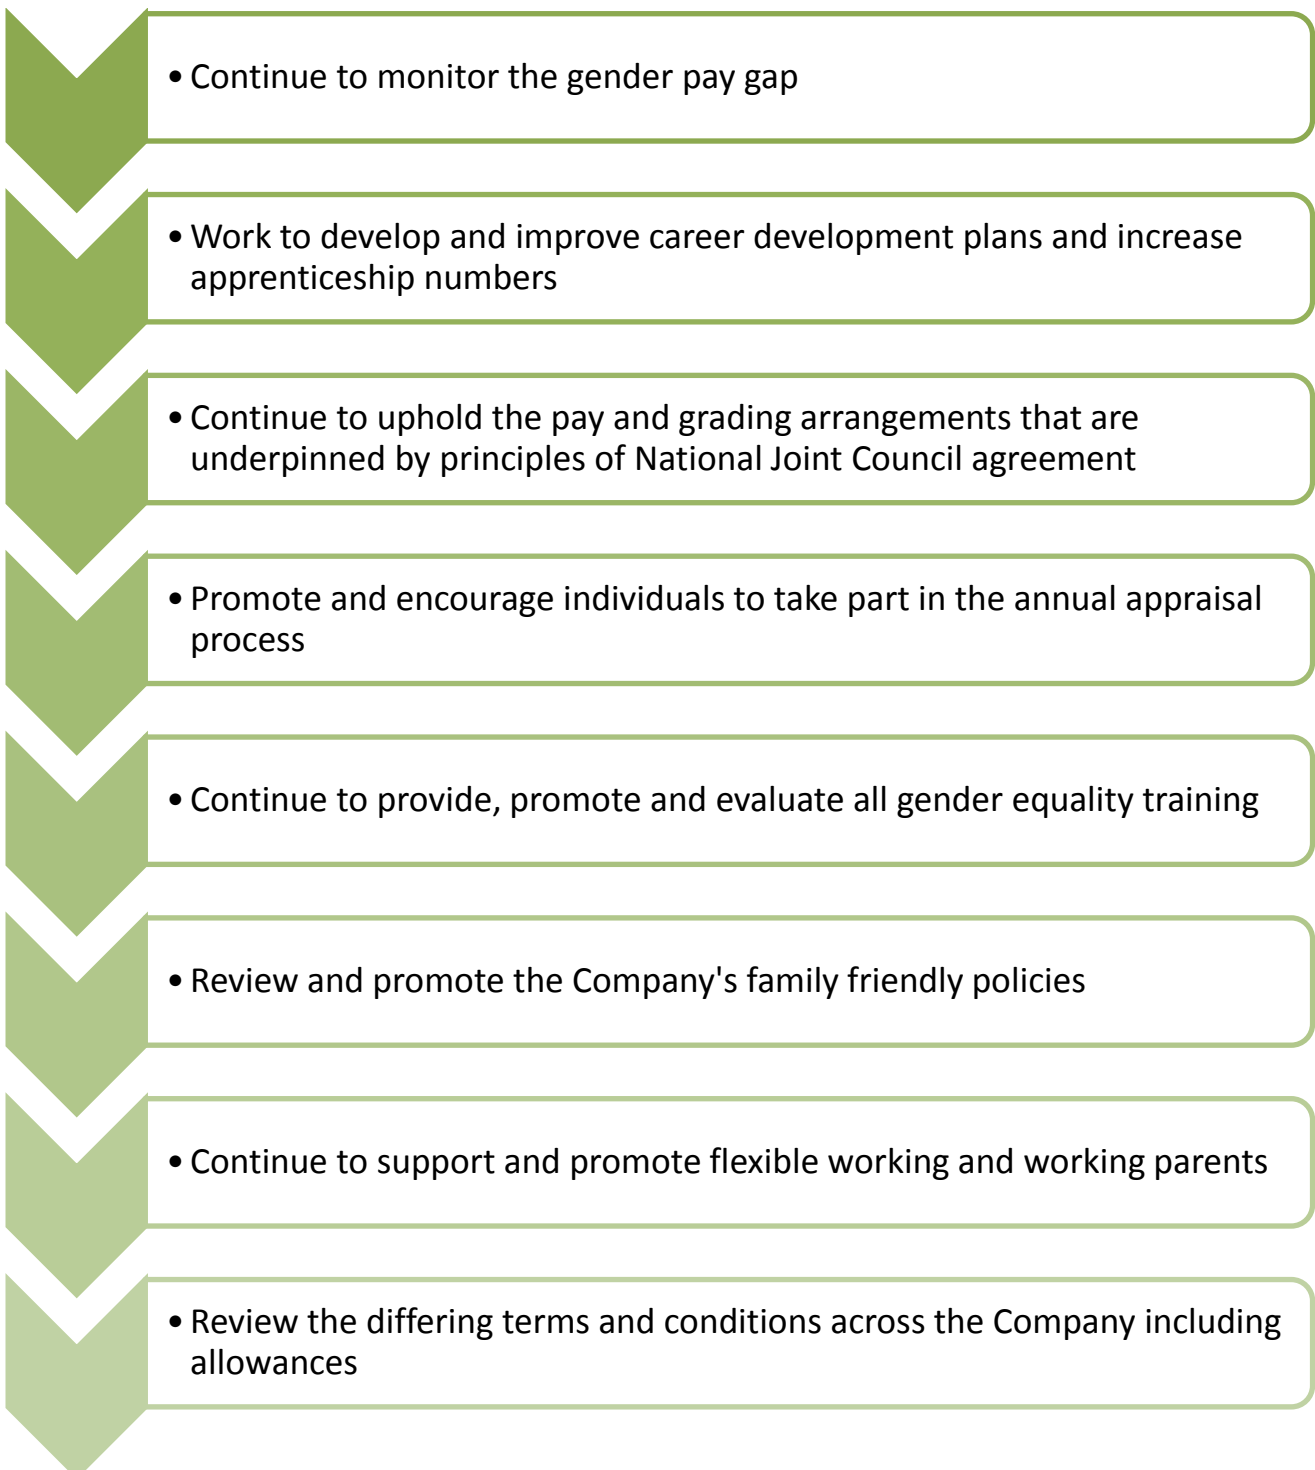 • Continue to monitor the gender pay gap
• Work to develop and improve career development plans and increase
apprenticeship numbers
• Continue to uphold the pay and grading arrangements that are
underpinned by principles of National Joint Council agreement
• Promote and encourage individuals to take part in the annual appraisal
process
• Continue to provide, promote and evaluate all gender equality training
• Review and promote the Company's family friendly policies
• Continue to support and promote flexible working and working parents
• Review the differing terms and conditions across the Company including
allowances